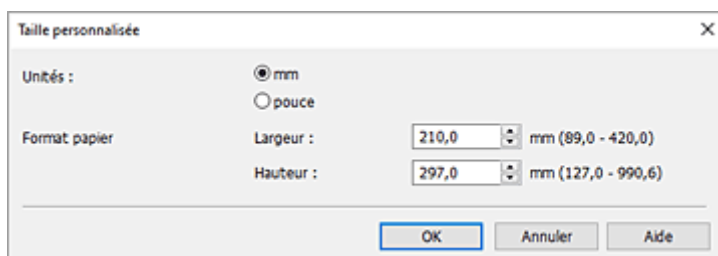 Taille personnalisée
Unités :
mm
pouce
Format papier
Largeur :
210,0
mm (89,0 - 420,0)
Hauteur :
297,0
mm (127,0 - 990,6)
OK
Annuler
Aide